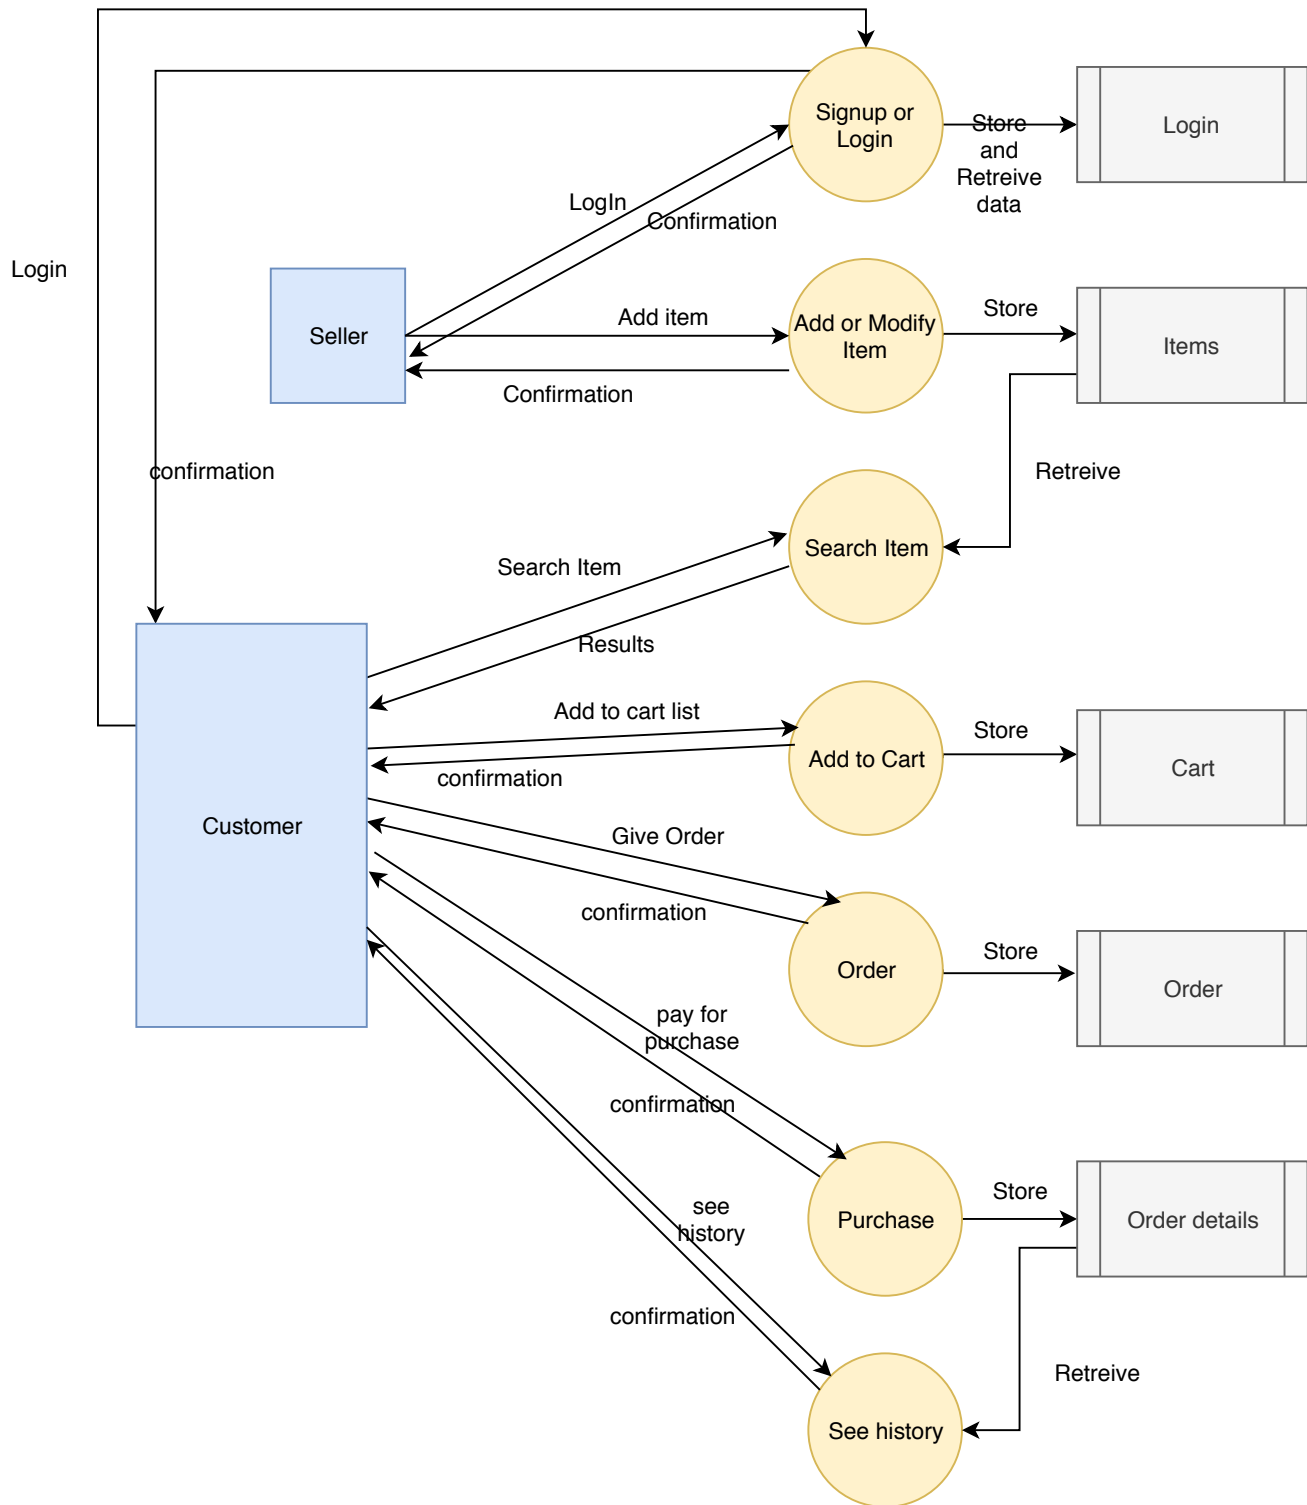 Signup or
Login
Store
and
Retreive
data
Login
LogIn
Confirmation
Login
Seller
Add item
Add or Modify
Item
Store
Items
Confirmation
confirmation
Retreive
Search Item
Search Item
Results
Add to cart list
Add to Cart
Store
Cart
confirmation
Customer
Give Order
confirmation
Order
Store
Order
pay for
purchase
confirmation
Purchase
Store
Order details
see
history
confirmation
Retreive
See history